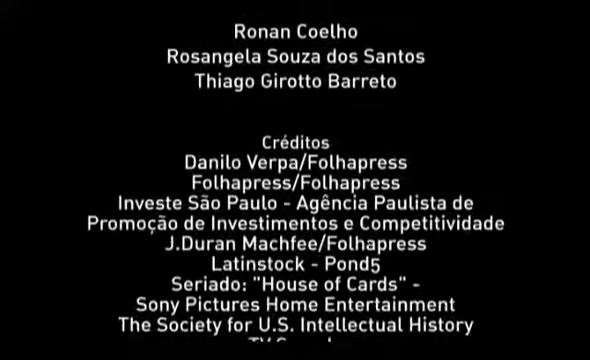 Ronan Coelho
Rosangela Souza dos Santos
Thiago Girotto Barreto
Créditos
Danilo Verpa/Folhapress
Folhapress/Folhapress
Investe São Paulo - Agência Paulista de
Promoção de Investimentos e Competitividade
J.Duran Machfee/Folhapress
Latinstock - Pond5
Seriado: "House of Cards" -
Sony Pictures Home Entertainment
The Society for U.S. Intellectual History